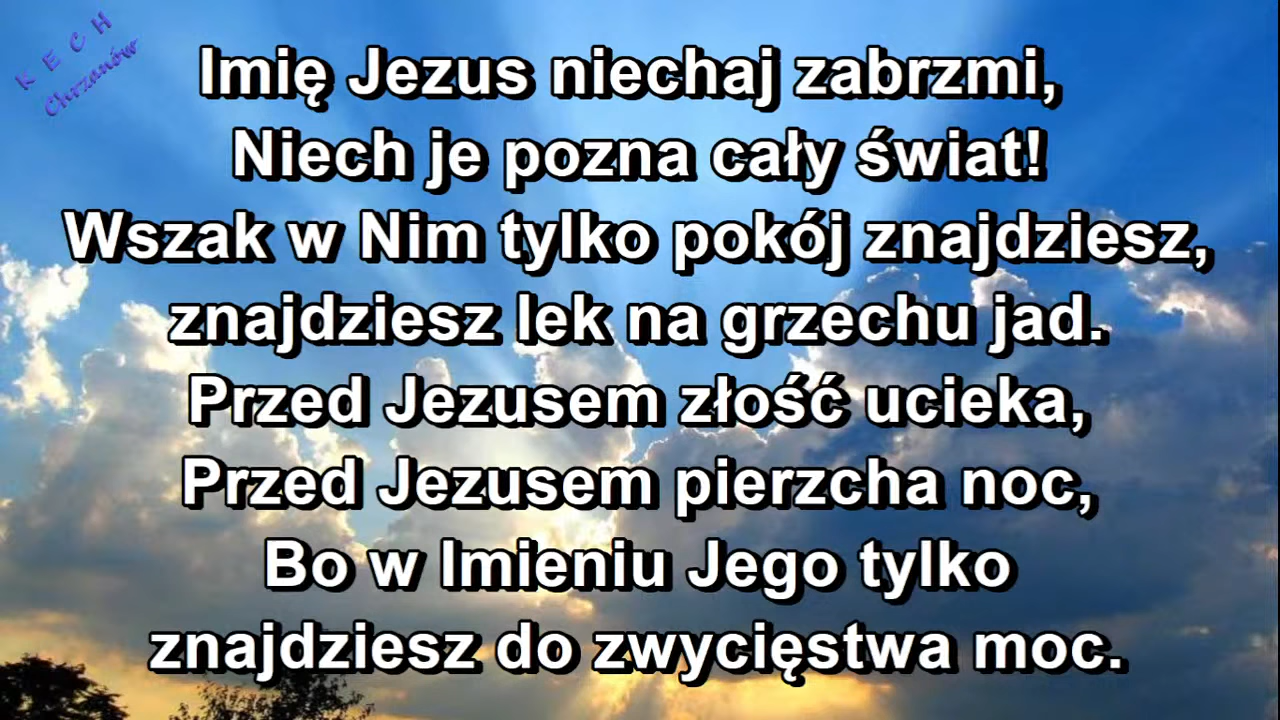 K E C H
Chrzanów
Imię Jezus niechaj zabrzmi,
Niech je pozna cały świat!
Wszak w Nim tylko pokój znajdziesz,
znajdziesz lek na grzechu jad.
Przed Jezusem złość ucieka,
Przed Jezusem pierzcha noc,
Bo w Imieniu Jego tylko
znajdziesz do zwycięstwa moc.